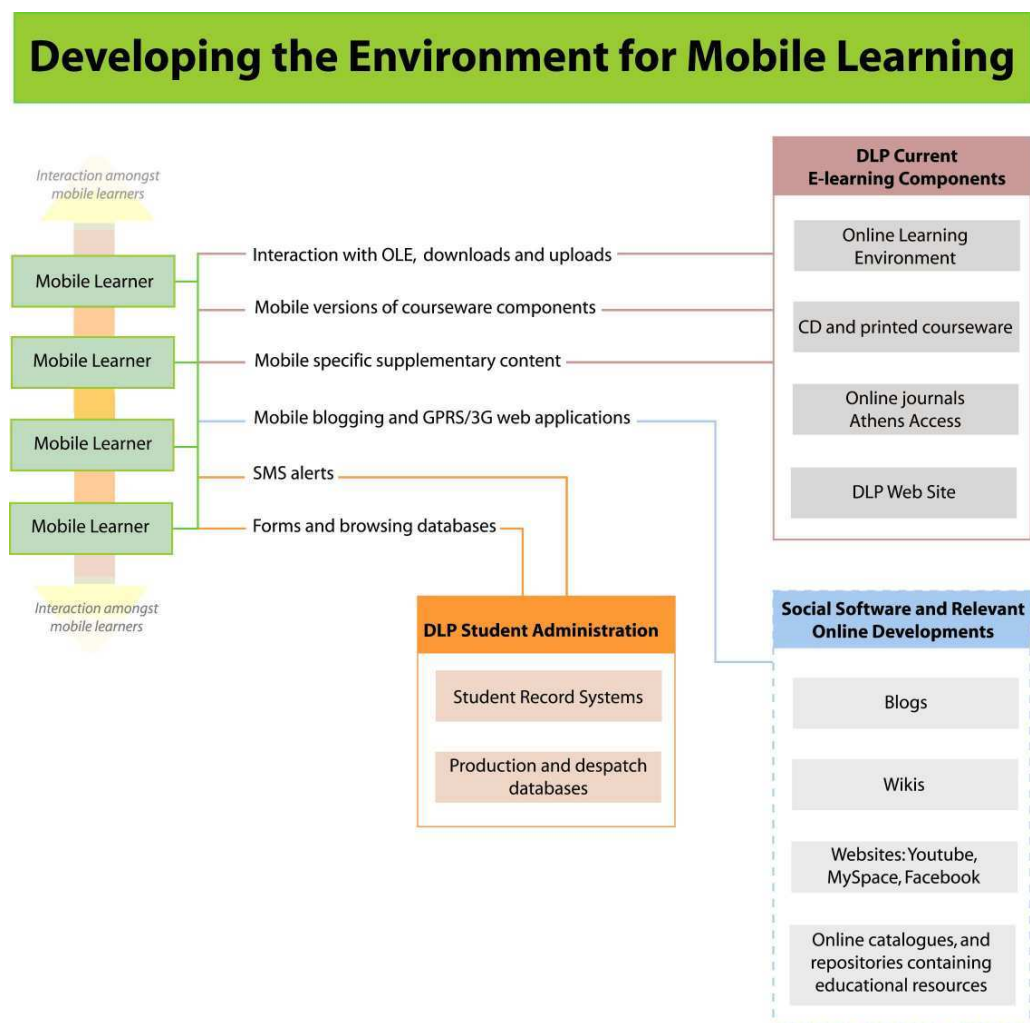 Developing the Environment for Mobile Learning
Interaction amongst
mobile learners
Mobile Learner
Mobile Learner
Mobile Learner
Mobile Learner
Interaction amongst
mobile learners
Interaction with OLE, downloads and uploads
Mobile versions of courseware components
Mobile specific supplementary content
Mobile blogging and GPRS/3G web applications
SMS alerts
Forms and browsing databases
DLP Current
E-learning Components
Online Learning
Environment
CD and printed courseware
Online journals
Athens Access
DLP Web Site
DLP Student Administration
Student Record Systems
Production and despatch
databases
Social Software and Relevant
Online Developments
Blogs
Wikis
Websites: Youtube,
MySpace, Facebook
Online catalogues, and
repositories containing
educational resources